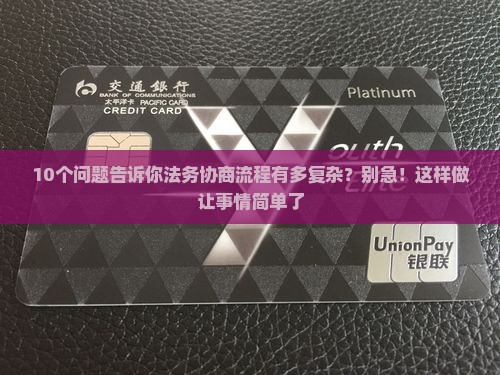 交通銀行
BANK OF COMMUNICATIONS
太平洋卡 PACIFIC CARD
CREDIT CARD
Platinum
outh
10个问题告诉你法务协商流程有多复杂？别急！这样做
让事情简单了
UnionPay
银联